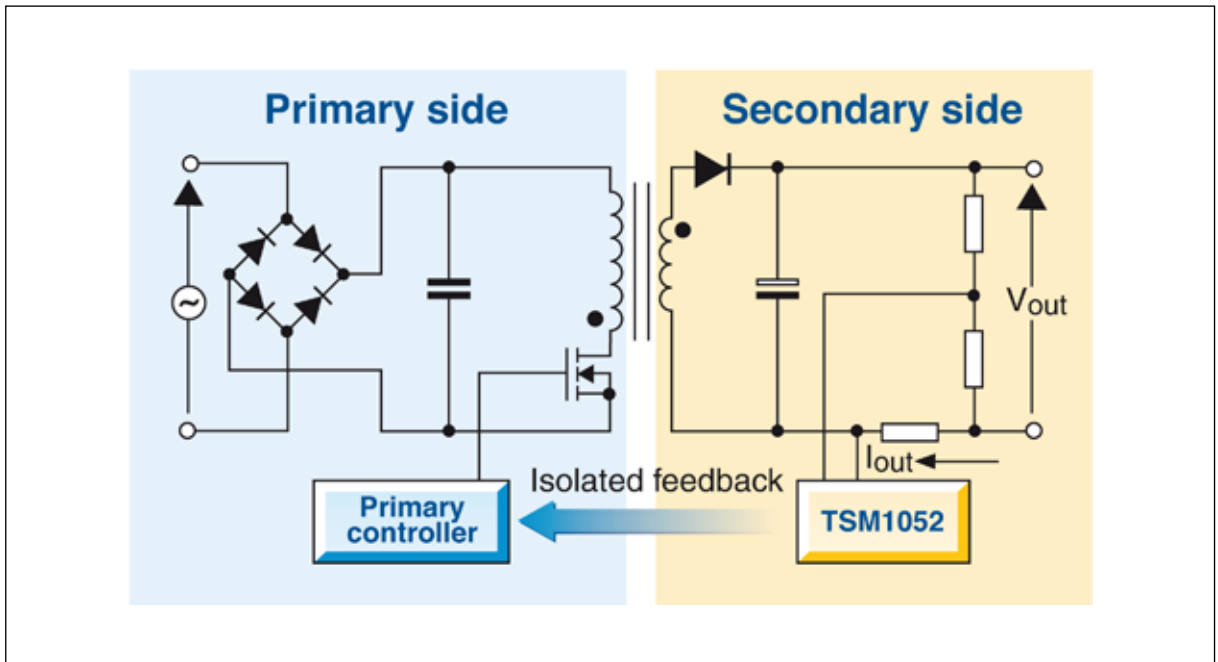 Primary side
Secondary side
~
Vout
Iout
Isolated feedback
Primary
controller
TSM1052